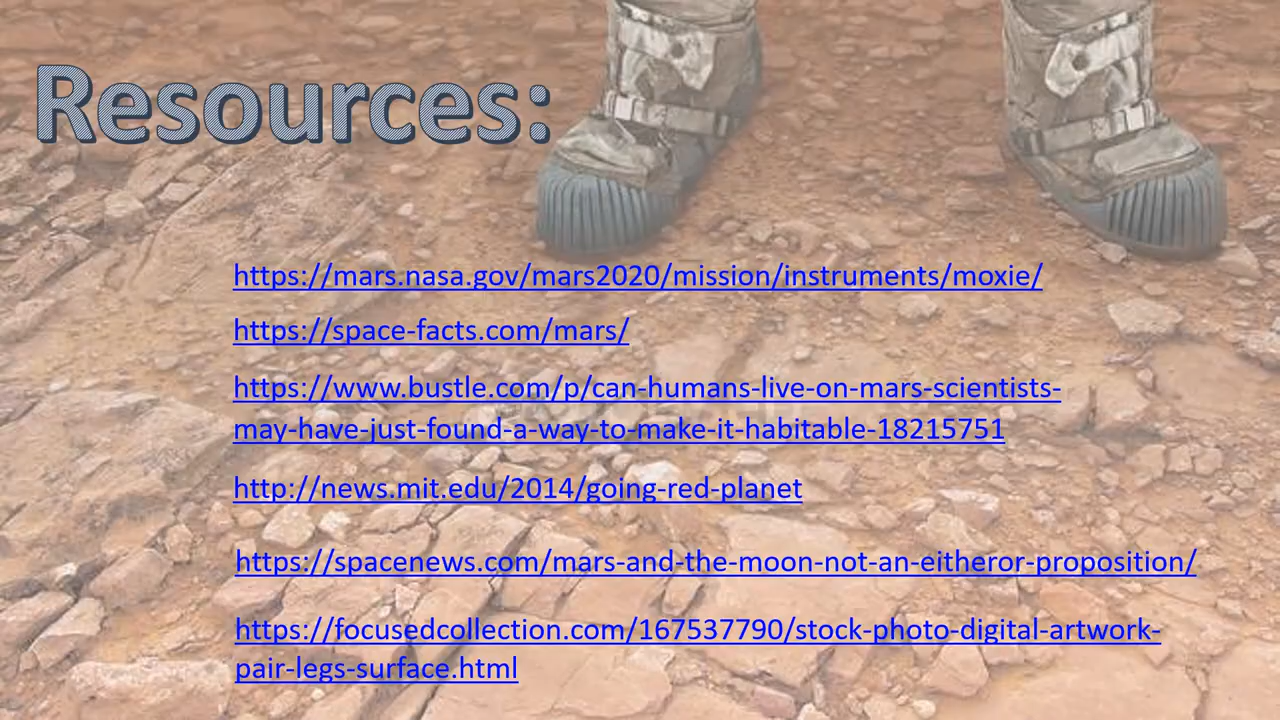 Resources:
https://mars.nasa.gov/mars2020/mission/instruments/moxie/
https://space-facts.com/mars/
https://www.bustle.com/p/can-humans-live-on-mars-scientists-
may-have-just-found-a-way-to-make-it-habitable-18215751
http://news.mit.edu/2014/going-red-planet
https://spacenews.com/mars-and-the-moon-not-an-eitheror-proposition/
https://focusedcollection.com/167537790/stock-photo-digital-artwork-
pair-legs-surface.html